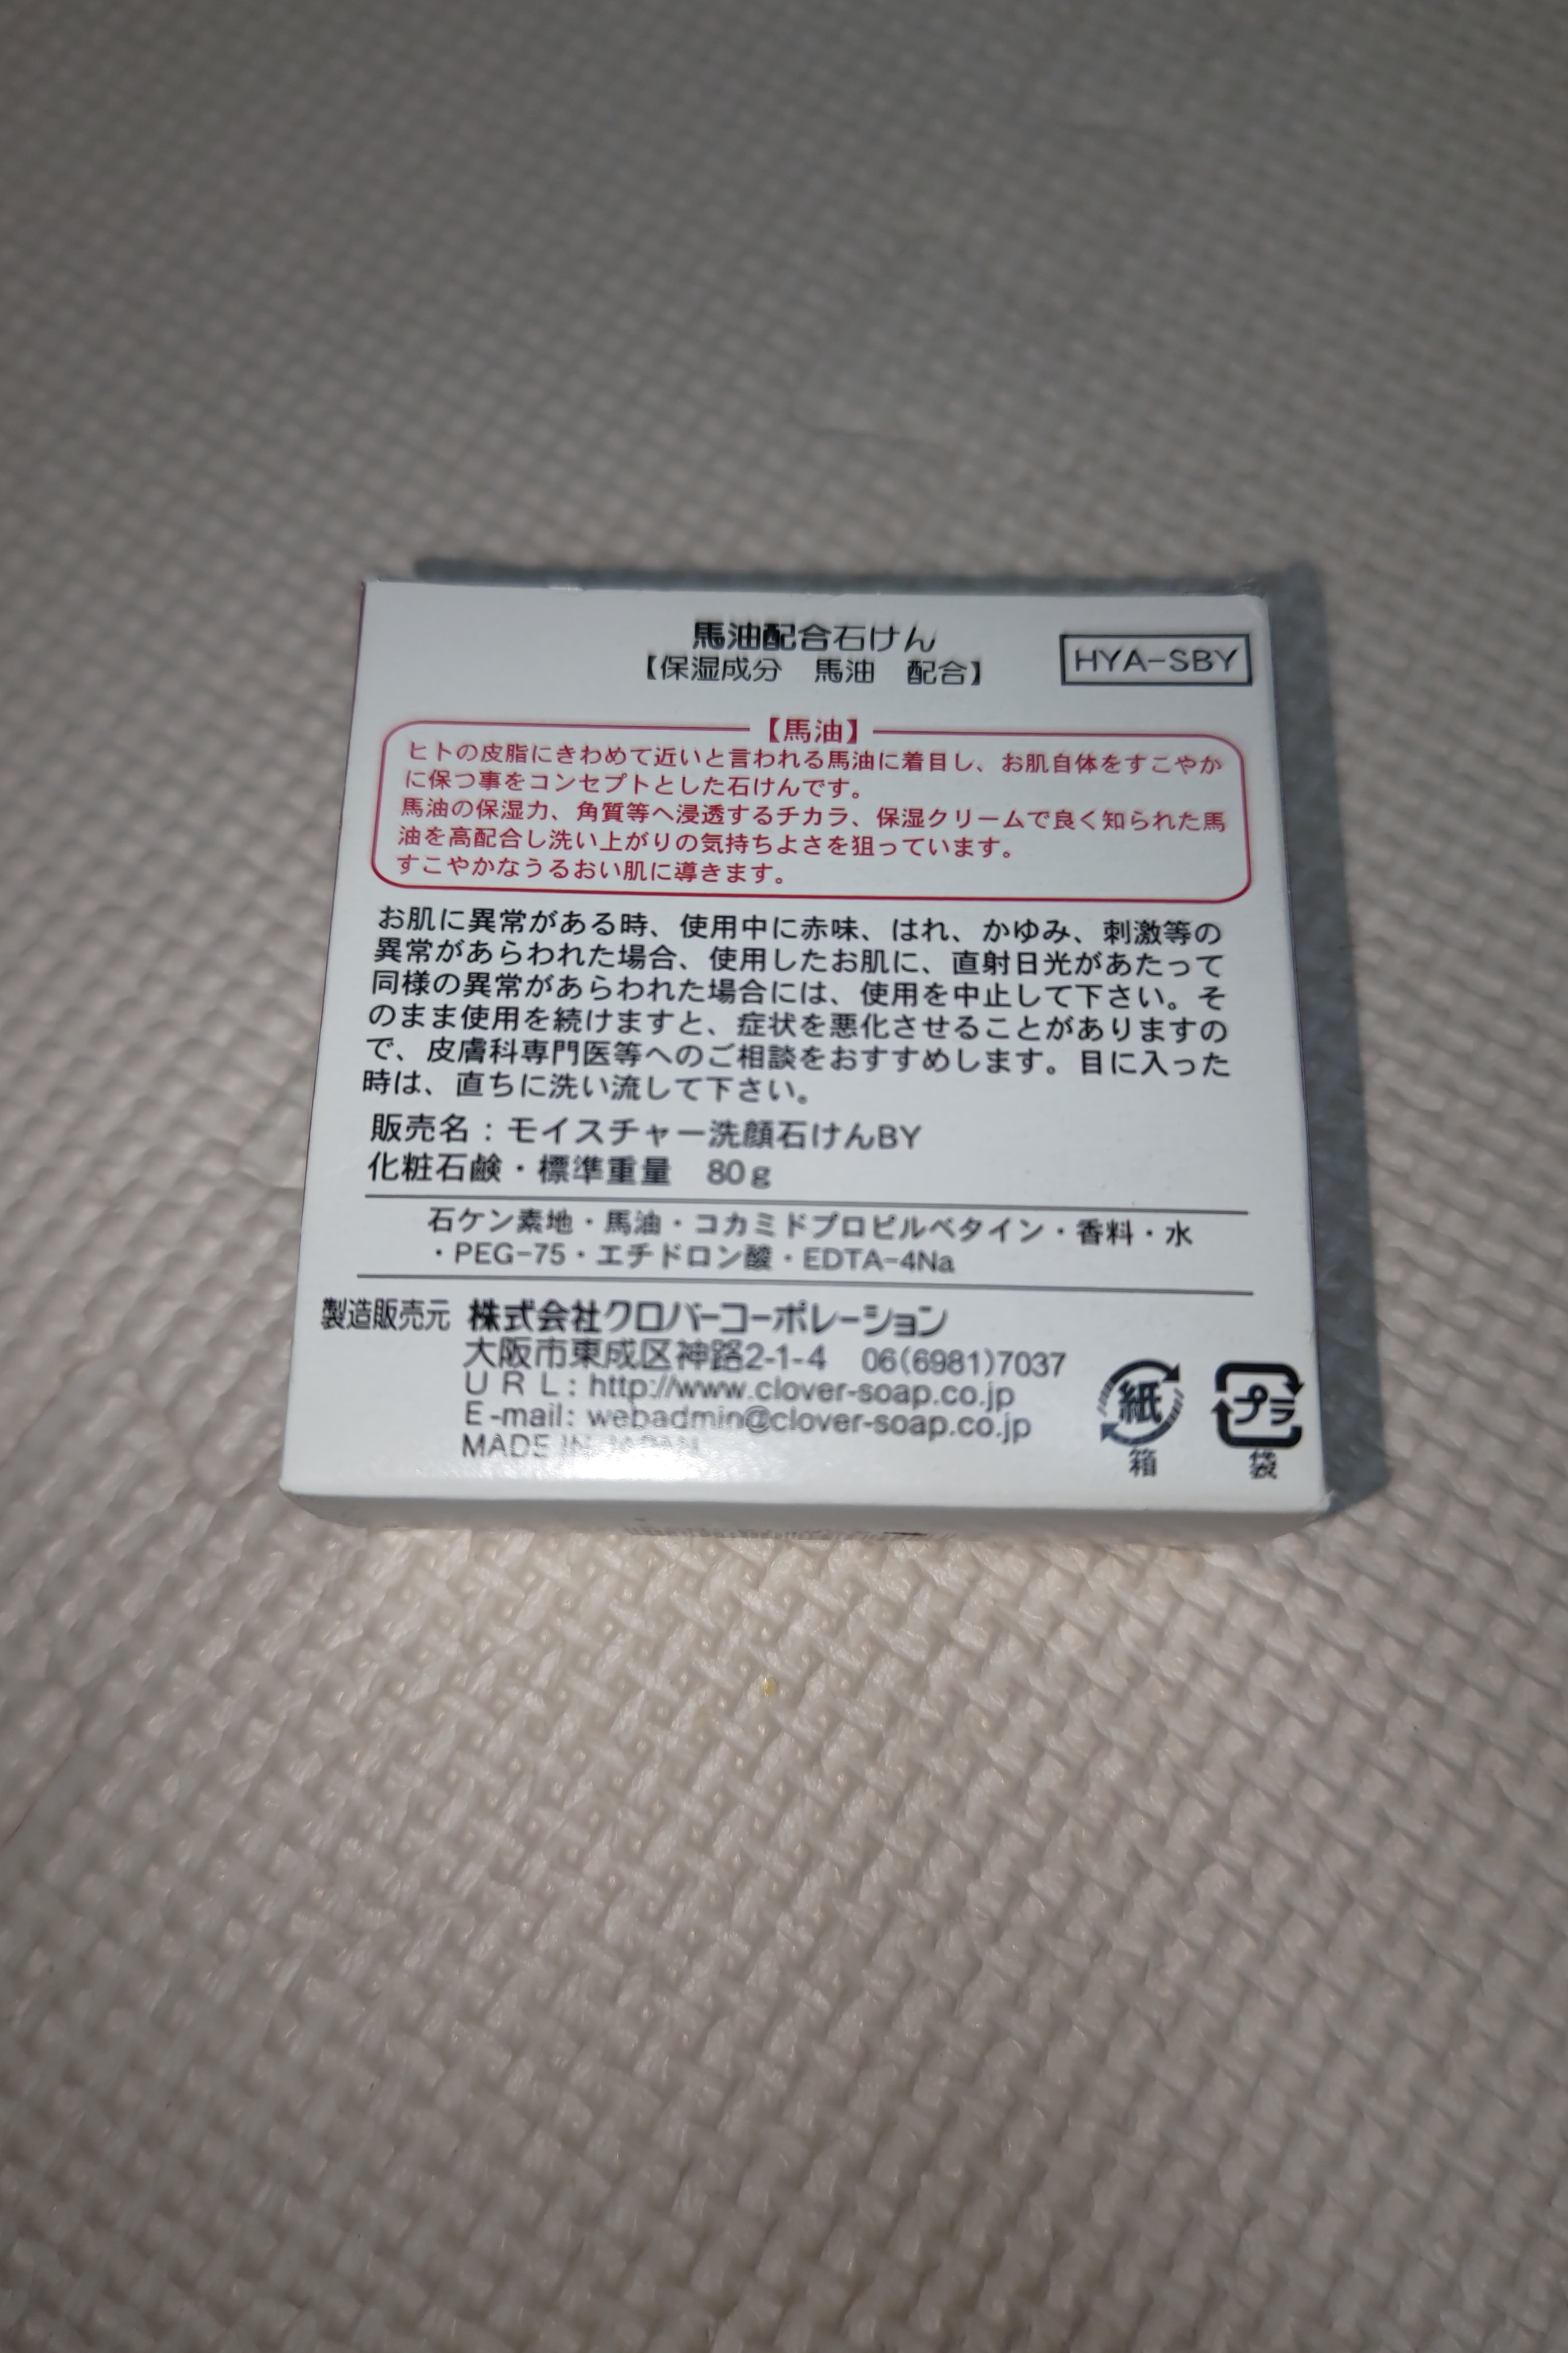 馬油配合石けん
【保湿成分　馬油　配合】
HYA-SBY
【馬油】
ヒトの皮脂にきわめて近いと言われる馬油に着目し、お肌自体をすこやか
に保つ事をコンセプトとした石けんです。
馬油の保湿力、角質等へ浸透するチカラ、保湿クリームで良く知られた馬
油を高配合し洗い上がりの気持ちよさを狙っています。
すこやかなうるおい肌に導きます。
お肌に異常がある時、使用中に赤味、はれ、かゆみ、刺激等の
異常があらわれた場合、使用したお肌に、直射日光があたって
同様の異常があらわれた場合には、使用を中止して下さい。そ
のまま使用を続けますと、症状を悪化させることがありますの
で、皮膚科専門医等へのご相談をおすすめします。目に入った
時は、直ちに洗い流して下さい。
販売名：モイスチャー洗顔石けんBY
化粧石鹸・標準重量　80g
石ケン素地・馬油・コカミドプロピルベタイン・香料・水
・PEG-75・エチドロン酸・EDTA-4Na
製造販売元 株式会社クロバーコーポレーション
大阪市東成区神路2-1-4　06(6981)7037
ＵＲＬ: http://www.clover-soap.co.jp
E-mail: webadmin@clover-soap.co.jp
MADE IN JAPAN
紙
箱
プラ
袋